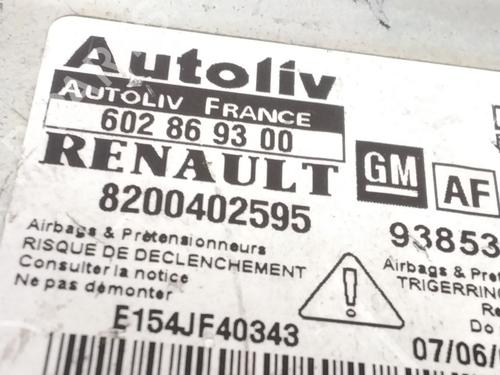 Autoliv
AUTOLIV FRANCE
602 86 93 00
RENAULT
GM
AF
8200402595
93853
Airbags & Prétensionneurs
RISQUE DE DECLENCHEMENT
Consulter la notice
Ne pas démonter
Airbags &
TRIGERRING
Do
E154JF40343
07/06/